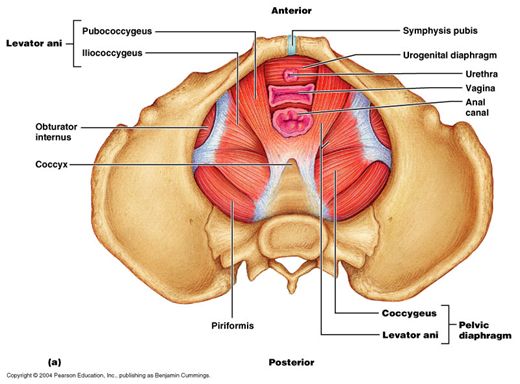 Anterior
Levator ani
Pubococcygeus
Iliococcygeus
Obturator
internus
Coccyx
Symphysis pubis
Urogenital diaphragm
Urethra
Vagina
Anal
canal
Piriformis
Coccygeus
Levator ani
Pelvic
diaphragm
(a)
Posterior
Copyright © 2004 Pearson Education, Inc., publishing as Benjamin Cummings.